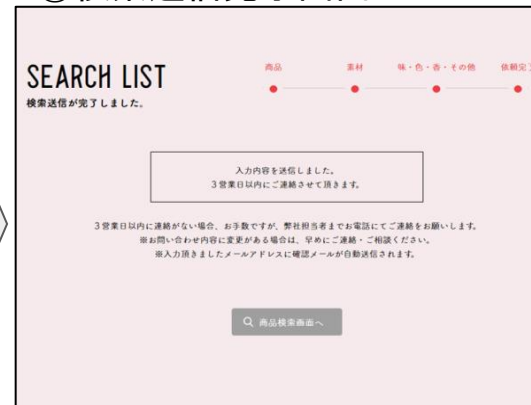 商品 素材 味・色・香・その他 依頼完了
SEARCH LIST
検索送信が完了しました。
入力内容を送信しました。
3営業日以内にご連絡させて頂きます。
3営業日以内に連絡がない場合、お手数ですが、弊社担当者までお電話にてご連絡をお願いします。
※お問い合わせ内容に変更がある場合は、早めにご連絡・ご相談ください。
※入力頂きましたメールアドレスに確認メールが自動送信されます。
商品検索画面へ